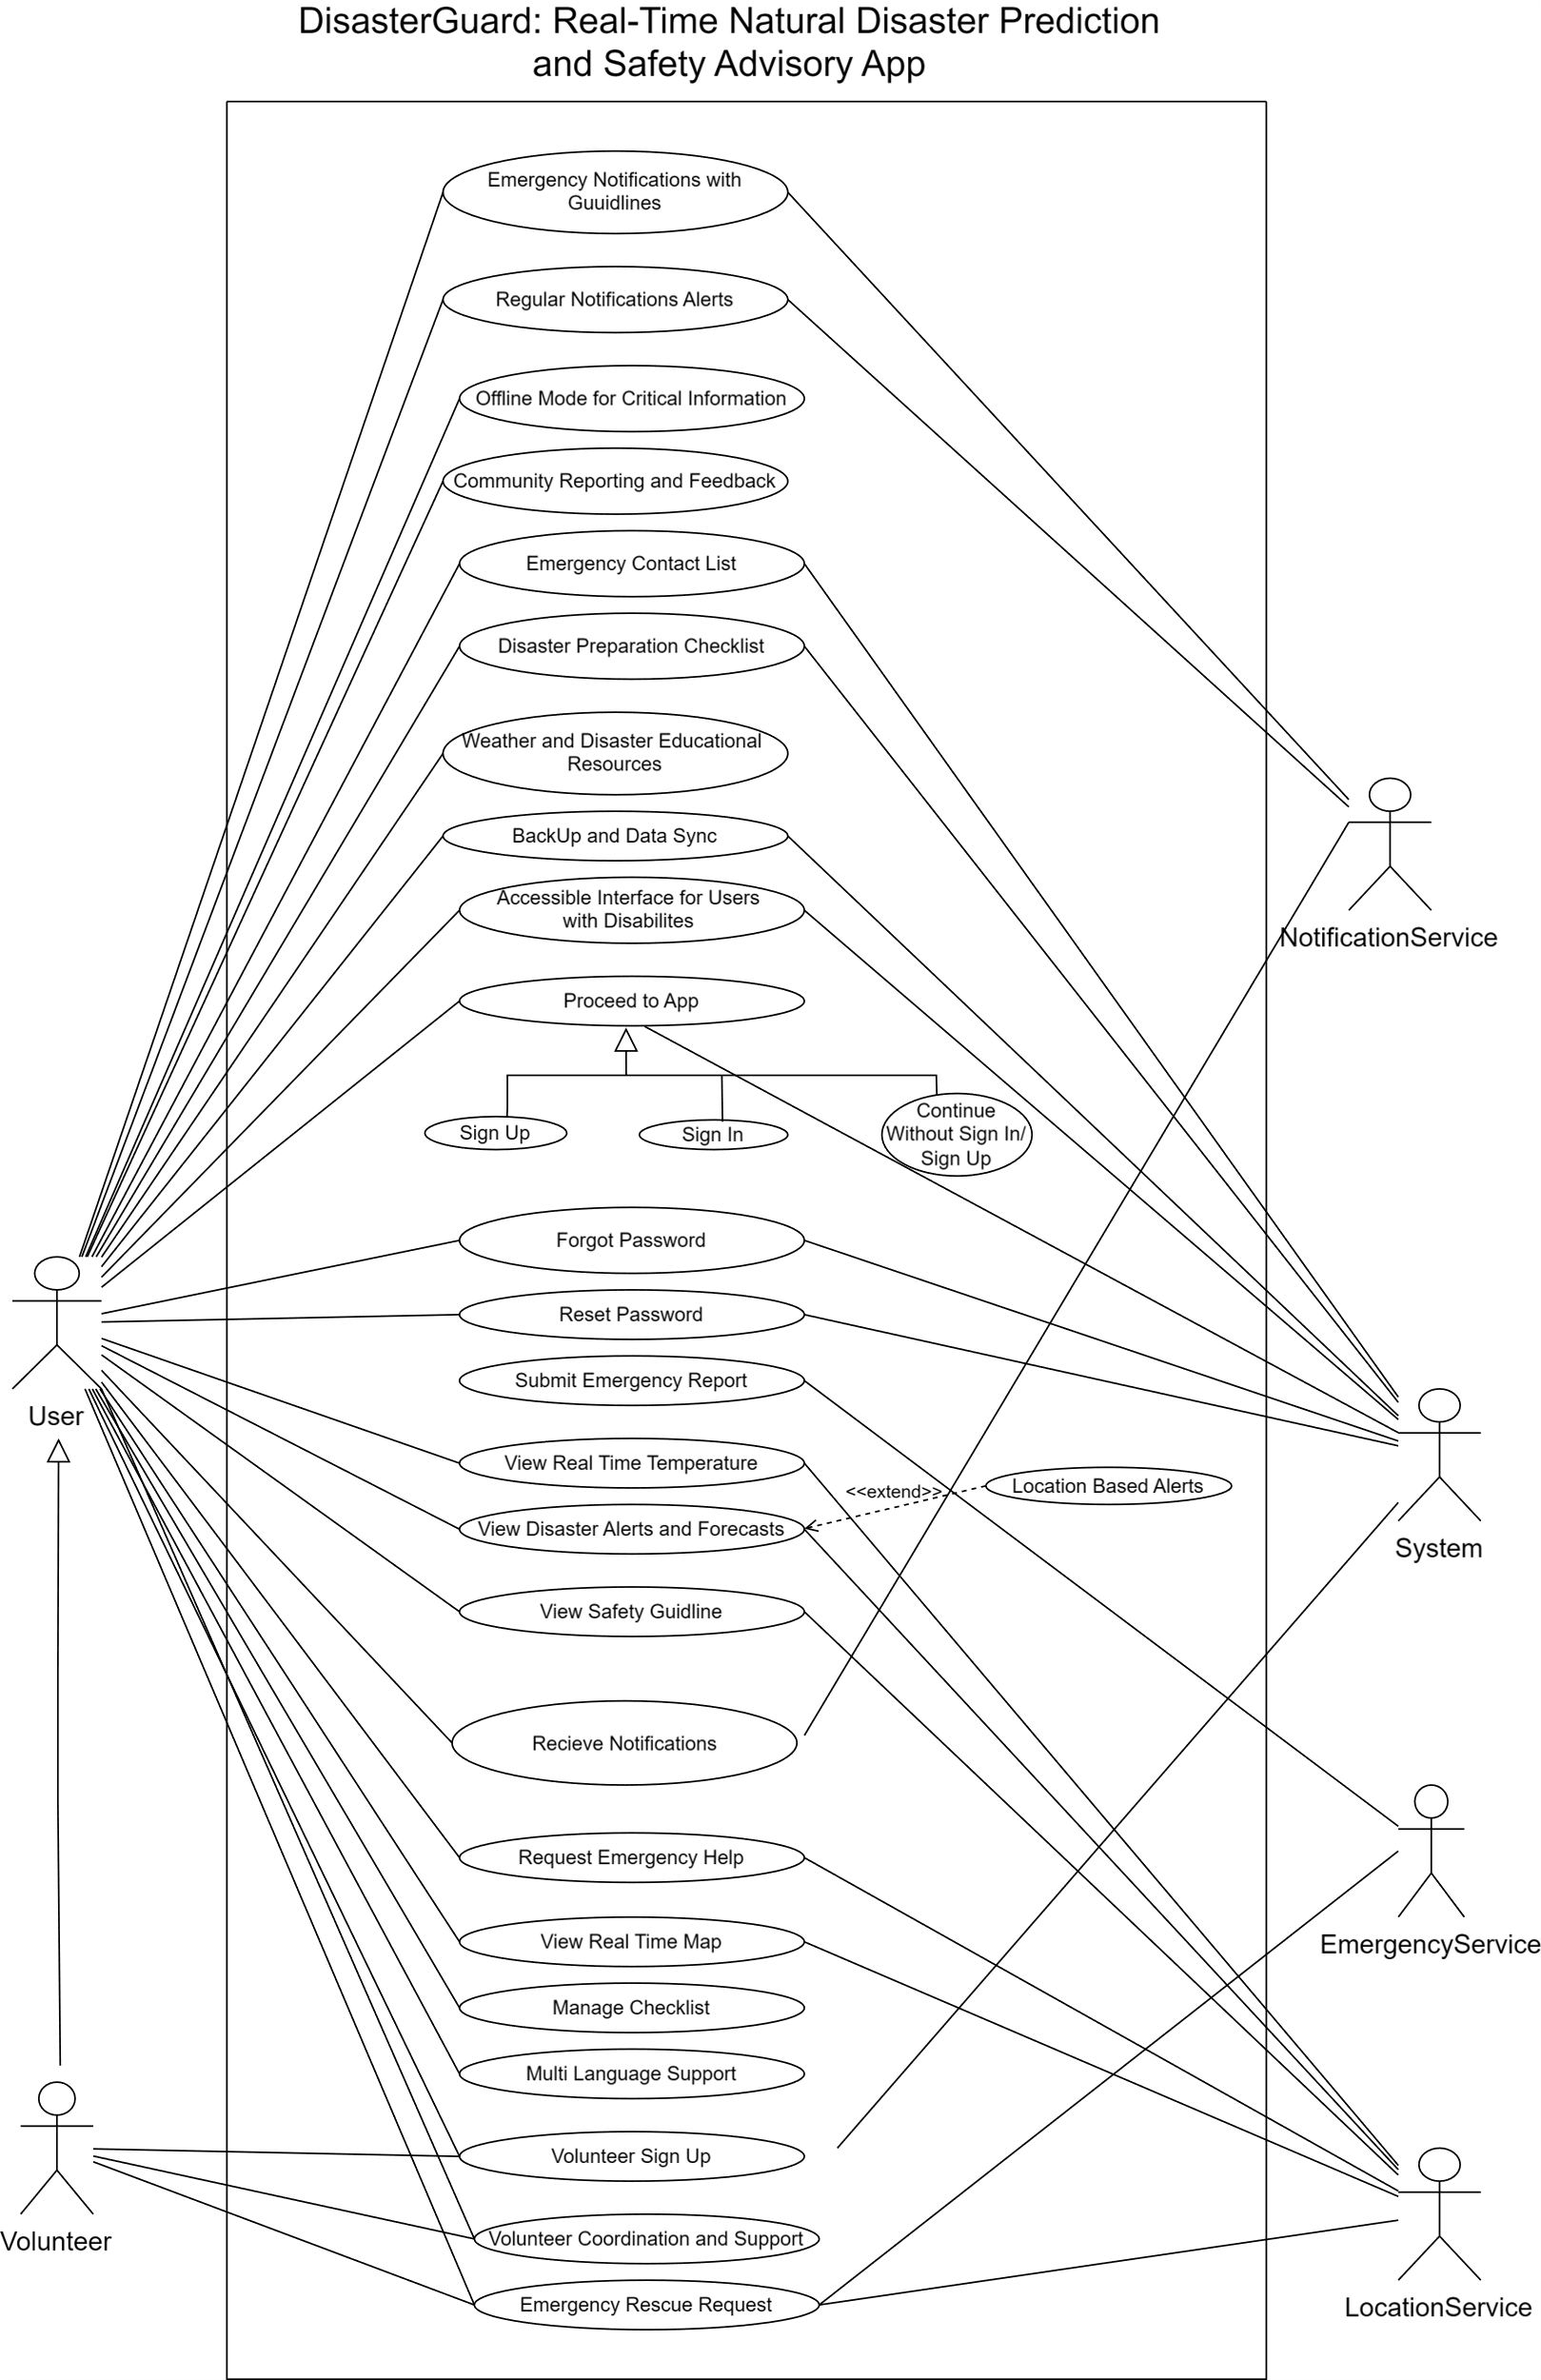 DisasterGuard: Real-Time Natural Disaster Prediction
and Safety Advisory App
Emergency Notifications with
Guuidlines
Regular Notifications Alerts
Offline Mode for Critical Information
Community Reporting and Feedback
Emergency Contact List
Disaster Preparation Checklist
Weather and Disaster Educational
Resources
BackUp and Data Sync
Accessible Interface for Users
with Disabilites
NotificationService
Proceed to App
Sign Up
Sign In
Continue
Without Sign In/
Sign Up
Forgot Password
Reset Password
Submit Emergency Report
User
View Real Time Temperature
<<extend>>
Location Based Alerts
View Disaster Alerts and Forecasts
System
View Safety Guidline
Recieve Notifications
Request Emergency Help
View Real Time Map
EmergencyService
Manage Checklist
Multi Language Support
Volunteer Sign Up
Volunteer
Volunteer Coordination and Support
Emergency Rescue Request
LocationService